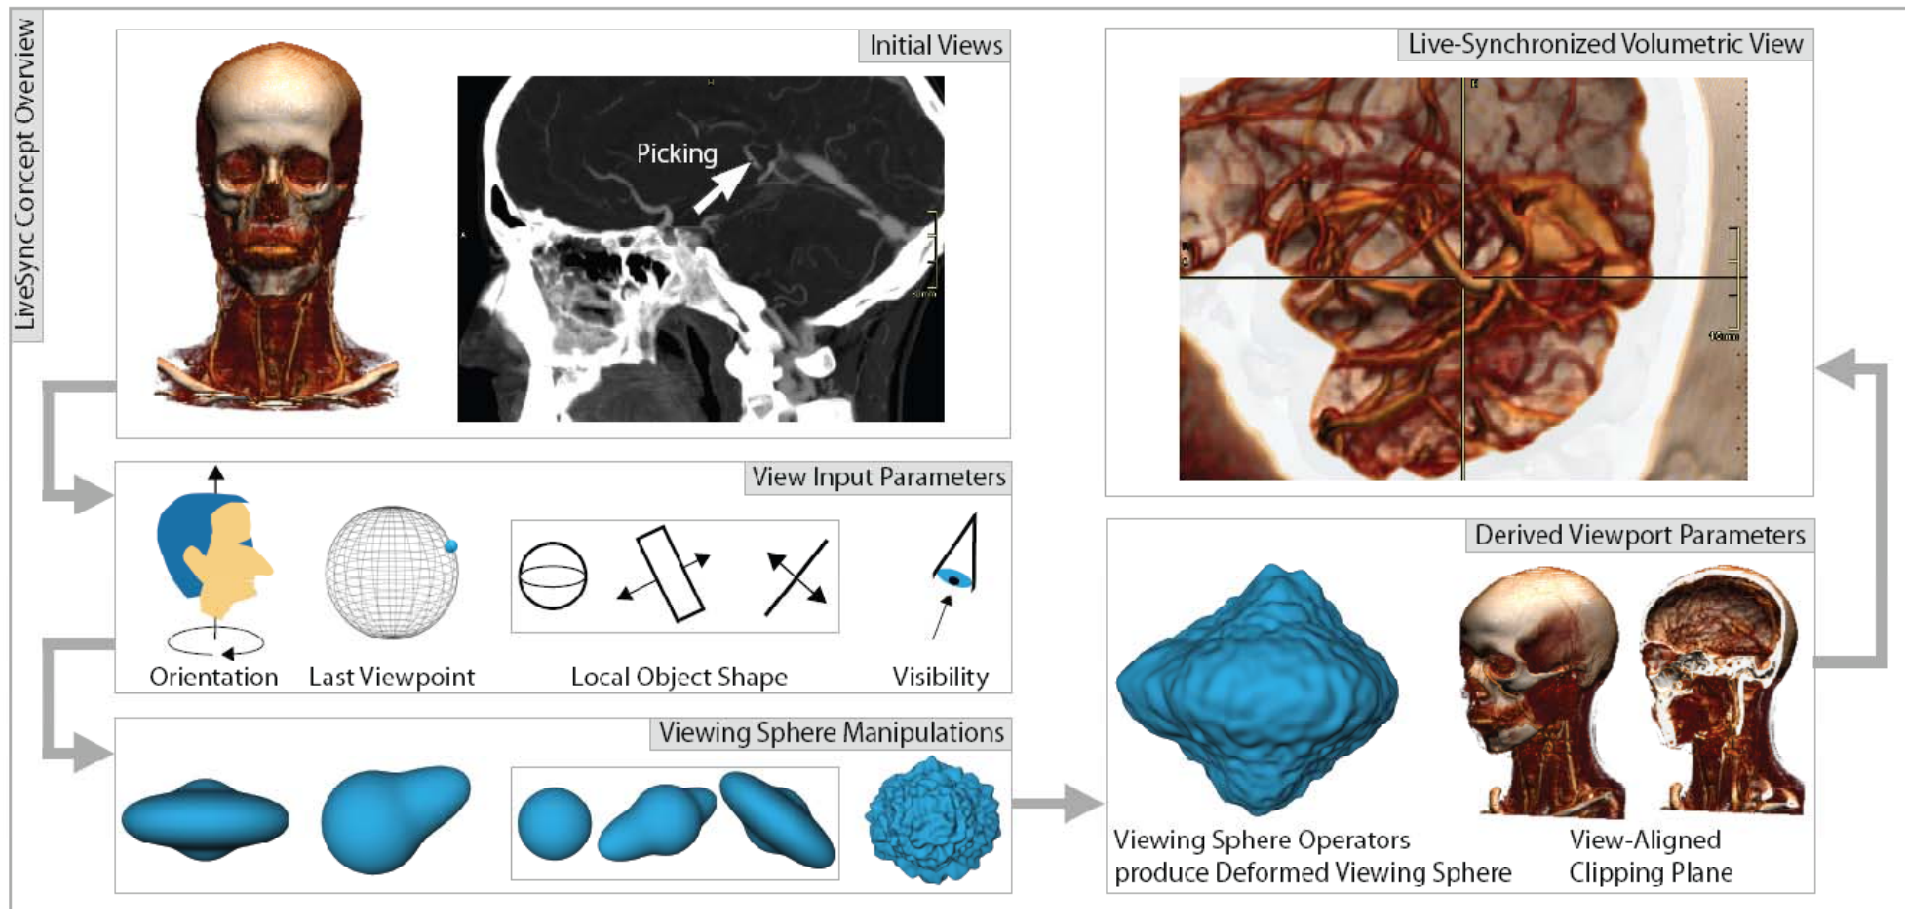 LiveSync Concept Overview
Initial Views
Picking
View Input Parameters
Orientation
Last Viewpoint
Local Object Shape
Visibility
Viewing Sphere Manipulations
Live-Synchronized Volumetric View
10mm
Derived Viewport Parameters
Viewing Sphere Operators
produce Deformed Viewing Sphere
View-Aligned
Clipping Plane